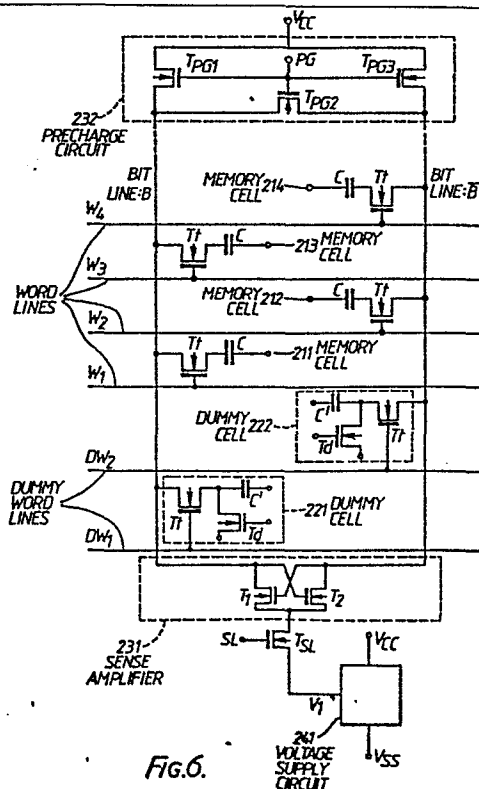 VCC
TPG1
PG
TPG3
TPG2
232
PRECHARGE
CIRCUIT
BIT
LINE:B
MEMORY 214
CELL
C
Tt
BIT
LINE:B̅
W4
Tt
C
213 MEMORY
CELL
W3
WORD
LINES
MEMORY 212
CELL
C
Tt
W2
Tt
C
211 MEMORY
CELL
W1
DUMMY
CELL 222
C'
Td
Tt
DW2
DUMMY
WORD
LINES
Tt
C'
Td
221 DUMMY
CELL
DW1
T1
T2
231
SENSE
AMPLIFIER
SL
TSL
VCC
V1
241
VOLTAGE
SUPPLY
CIRCUIT
VSS
FIG.6.